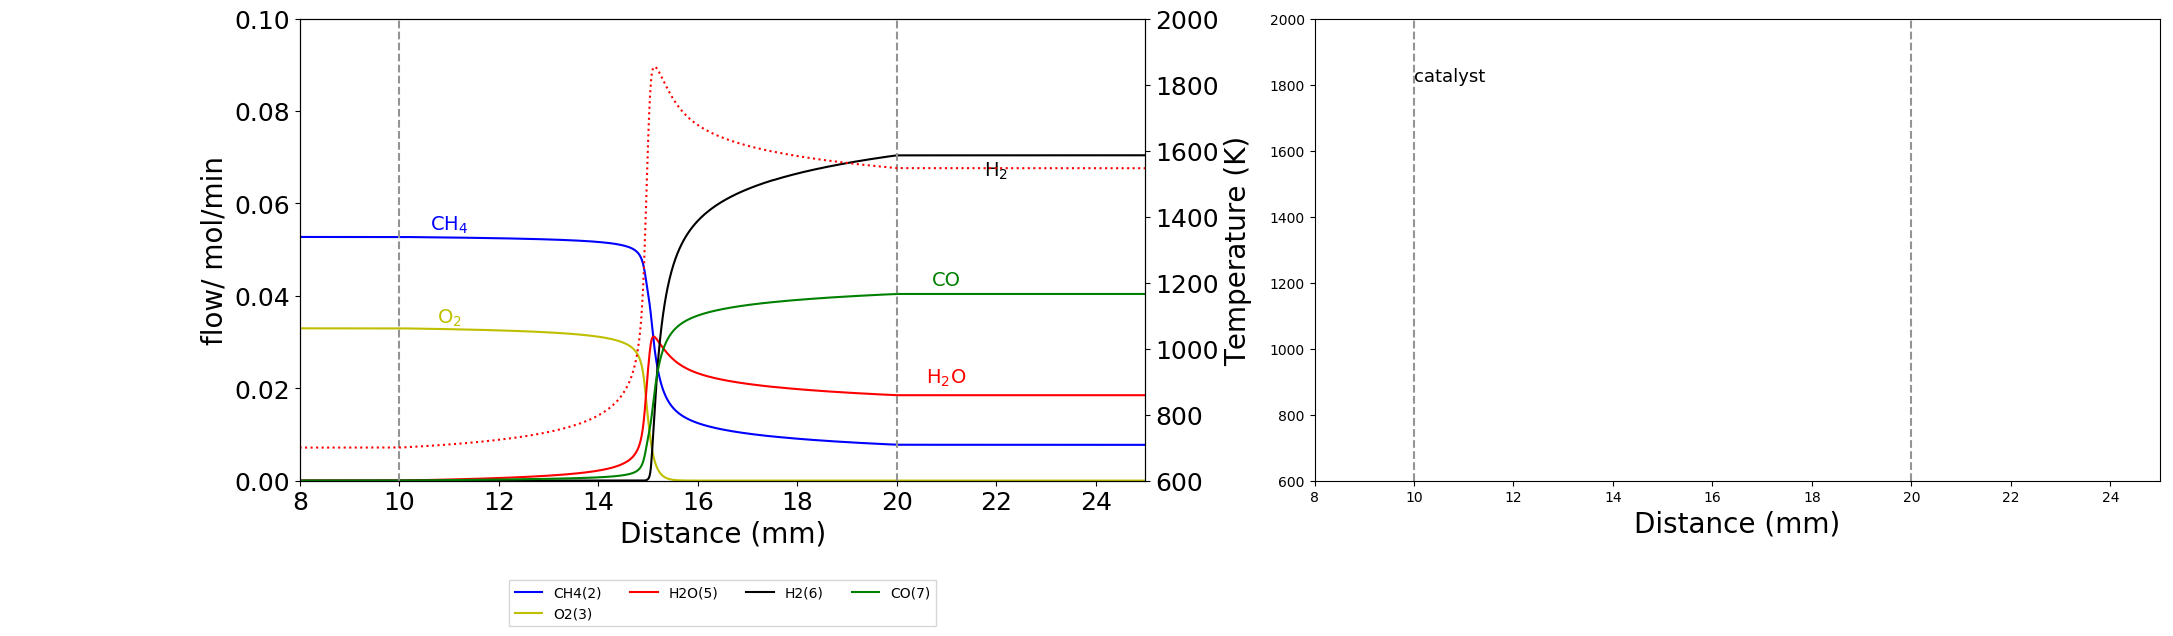 0.10
0.08
0.06
0.04
0.02
0.00
flow/ mol/min
CH₄
O₂
H₂
CO
H₂O
2000
1800
1600
1400
1200
1000
800
600
Temperature (K)
8 10 12 14 16 18 20 22 24
Distance (mm)
CH4(2) H2O(5) H2(6) CO(7)
O2(3)
2000
1800
1600
1400
1200
1000
800
600
catalyst
8 10 12 14 16 18 20 22 24
Distance (mm)